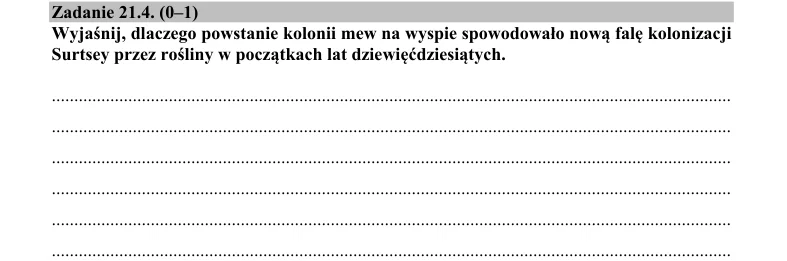 Zadanie 21.4. (0–1)
Wyjaśnij, dlaczego powstanie kolonii mew na wyspie spowodowało nową falę kolonizacji
Surtsey przez rośliny w początkach lat dziewięćdziesiątych.